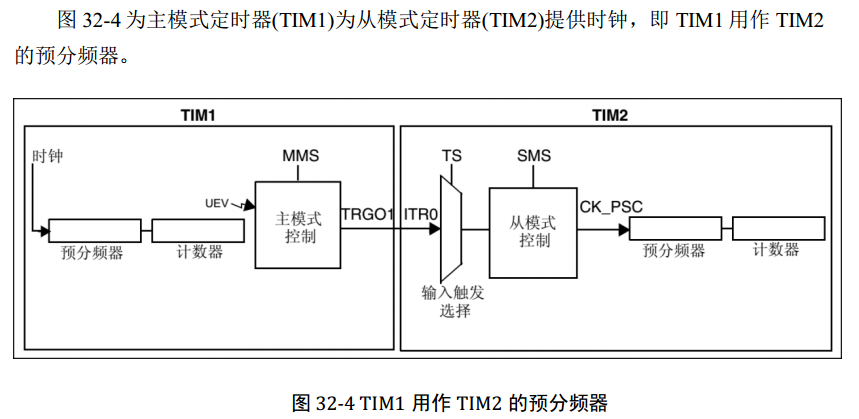 图 32-4 为主模式定时器(TIM1)为从模式定时器(TIM2)提供时钟，即 TIM1 用作 TIM2
的预分频器。
TIM1
TIM2
时钟
MMS
TS
SMS
UEV
主模式
控制
TRGO1
ITR0
从模式
控制
CK_PSC
预分频器
计数器
预分频器
计数器
输入触发
选择
图 32-4 TIM1 用作 TIM2 的预分频器